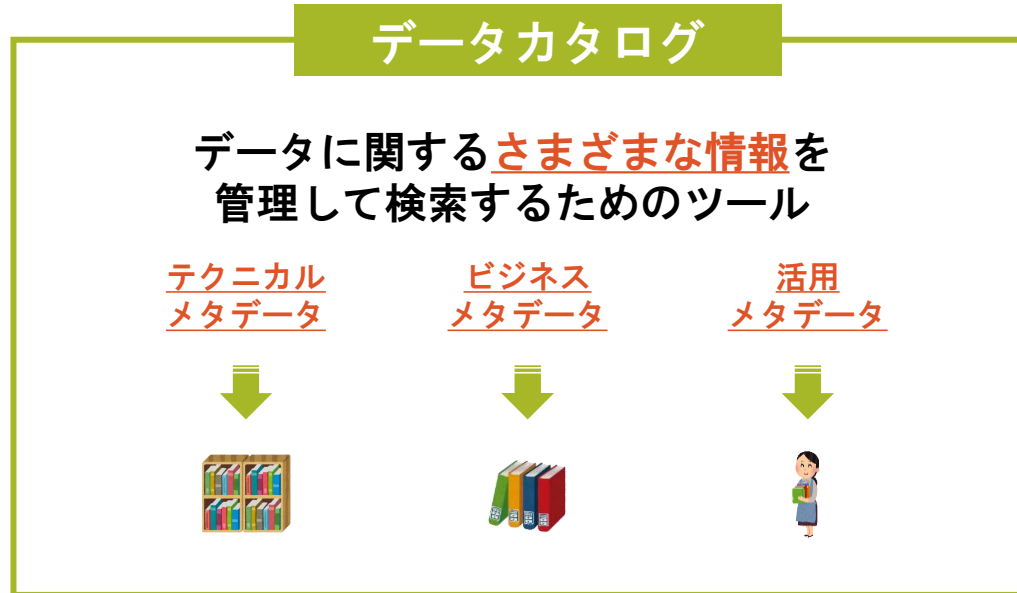 データカタログ
データに関するさまざまな情報を
管理して検索するためのツール
テクニカル
メタデータ
ビジネス
メタデータ
活用
メタデータ